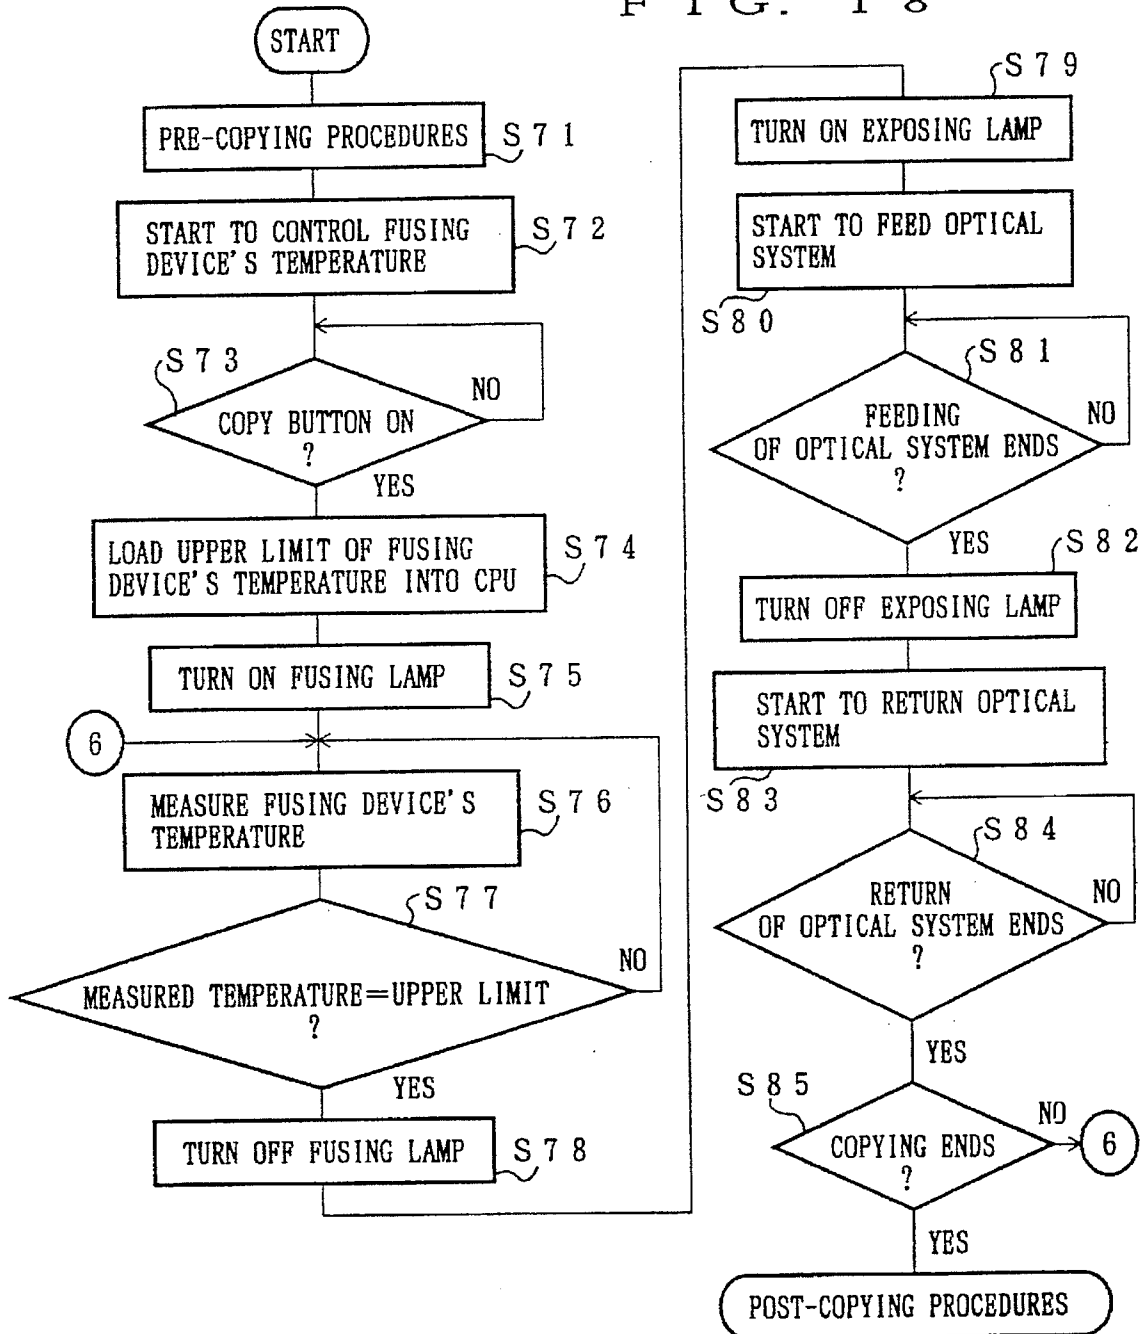 F I G. 1 8
START
PRE-COPYING PROCEDURES
S 7 1
START TO CONTROL FUSING
DEVICE'S TEMPERATURE
S 7 2
S 7 3
COPY BUTTON ON
?
NO
YES
LOAD UPPER LIMIT OF FUSING
DEVICE'S TEMPERATURE INTO CPU
S 7 4
TURN ON FUSING LAMP
S 7 5
6
MEASURE FUSING DEVICE'S
TEMPERATURE
S 7 6
S 7 7
MEASURED TEMPERATURE=UPPER LIMIT
?
NO
YES
TURN OFF FUSING LAMP
S 7 8
S 7 9
TURN ON EXPOSING LAMP
START TO FEED OPTICAL
SYSTEM
S 8 0
S 8 1
FEEDING
OF OPTICAL SYSTEM ENDS
?
NO
YES
S 8 2
TURN OFF EXPOSING LAMP
START TO RETURN OPTICAL
SYSTEM
S 8 3
S 8 4
RETURN
OF OPTICAL SYSTEM ENDS
?
NO
YES
S 8 5
COPYING ENDS
?
NO
6
YES
POST-COPYING PROCEDURES